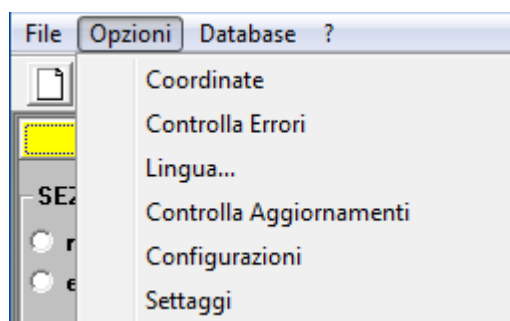 File Opzioni Database ?
Coordinate
Controlla Errori
Lingua...
Controlla Aggiornamenti
Configurazioni
Settaggi